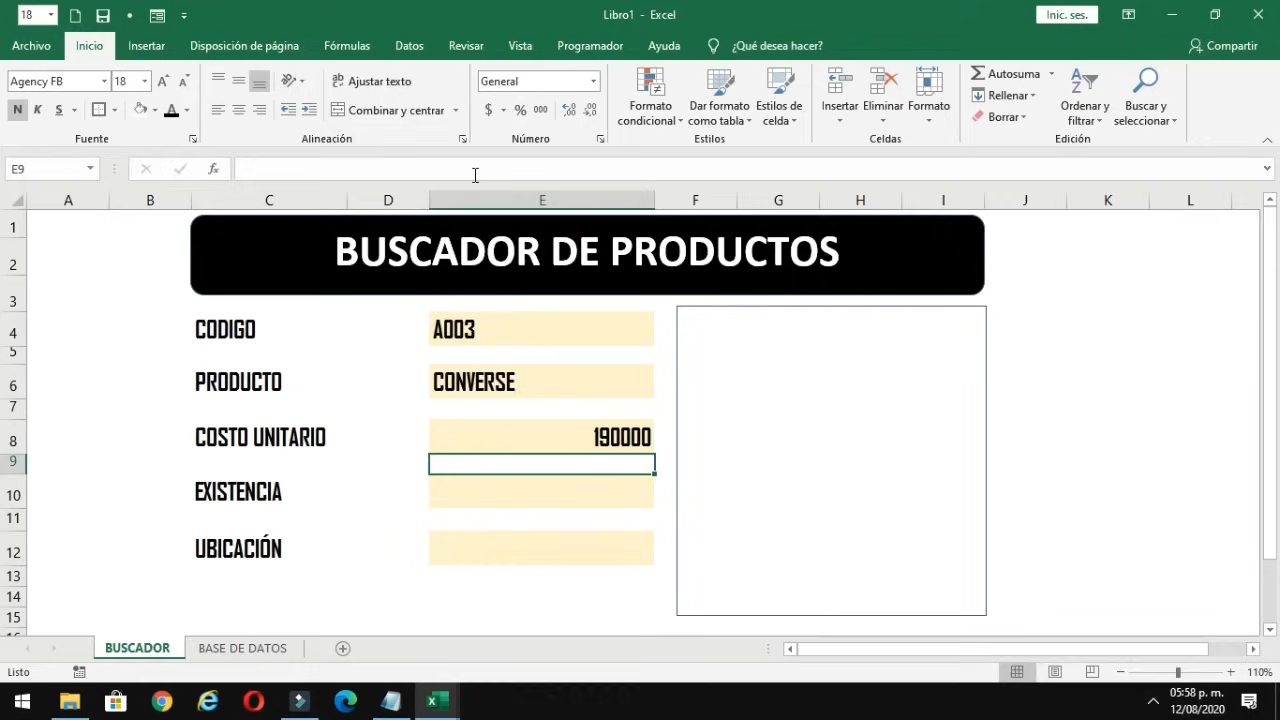 18
Libro1 - Excel
Inic. ses.
Archivo Inicio Insertar Disposición de página Fórmulas Datos Revisar Vista Programador Ayuda ¿Qué desea hacer? Compartir
Agency FB 18 Ajustar texto General Autosuma
N K S Combinar y centrar $ % 000 Rellenar
Borrar
Formato condicional
Dar formato como tabla
Estilos de celda
Insertar Eliminar Formato
Ordenar y filtrar
Buscar y seleccionar
Fuente Alineación Número Estilos Celdas Edición
E9 fx
A B C D E F G H I J K L
1
2 BUSCADOR DE PRODUCTOS
3
4 CODIGO A003
5
6 PRODUCTO CONVERSE
7
8 COSTO UNITARIO 190000
9
10 EXISTENCIA
11
12 UBICACIÓN
13
14
15
BUSCADOR BASE DE DATOS
Listo 110%
05:58 p. m.
12/08/2020